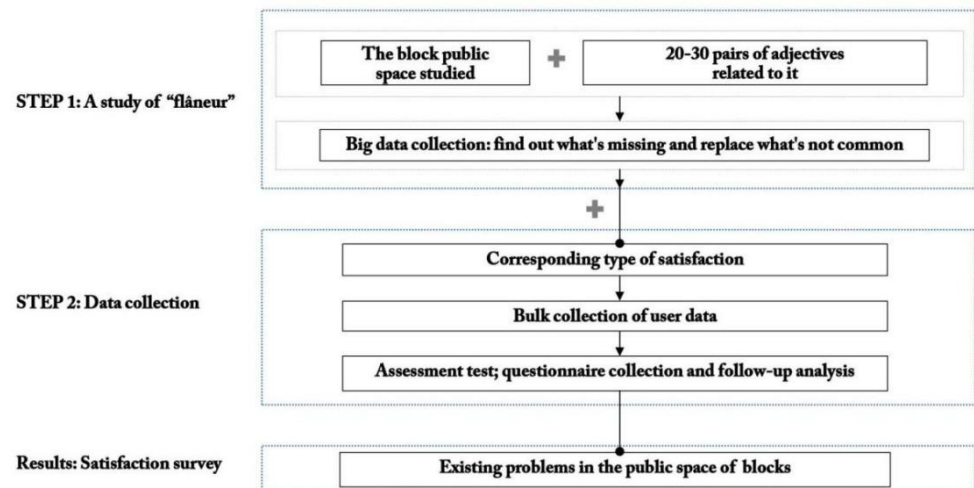 The block public
space studied
+
20-30 pairs of adjectives
related to it
STEP 1: A study of “flâneur”
Big data collection: find out what's missing and replace what's not common
+
Corresponding type of satisfaction
STEP 2: Data collection
Bulk collection of user data
Assessment test; questionnaire collection and follow-up analysis
Results: Satisfaction survey
Existing problems in the public space of blocks